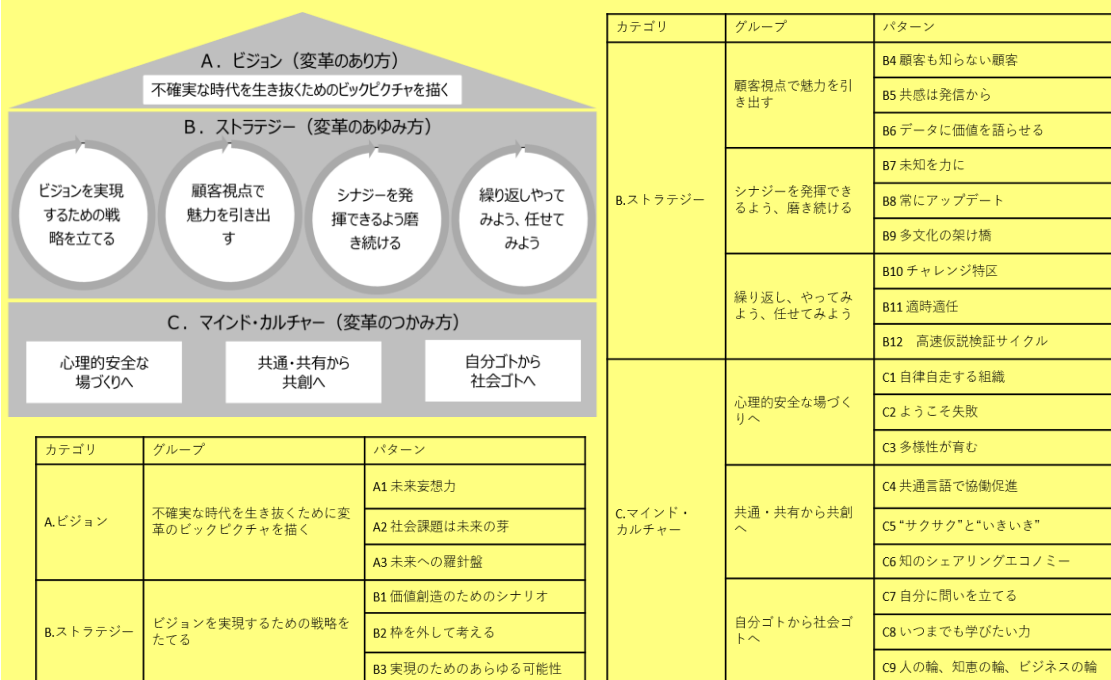 A．ビジョン（変革のあり方）
不確実な時代を生き抜くためのビックピクチャを描く
B．ストラテジー（変革のあゆみ方）
ビジョンを実現
するための戦
略を立てる
顧客視点で
魅力を引き出
す
シナジーを発
揮できるよう磨
き続ける
繰り返しやって
みよう、任せて
みよう
C．マインド・カルチャー（変革のつかみ方）
心理的安全な
場づくりへ
共通・共有から
共創へ
自分ゴトから
社会ゴトへ
カテゴリ
グループ
パターン
A.ビジョン
不確実な時代を生き抜くために変
革のビックピクチャを描く
A1 未来妄想力
A2 社会課題は未来の芽
A3 未来への羅針盤
B.ストラテジー
ビジョンを実現するための戦略を
たてる
B1 価値創造のためのシナリオ
B2 枠を外して考える
B3 実現のためのあらゆる可能性
カテゴリ
グループ
パターン
B.ストラテジー
顧客視点で魅力を引
き出す
B4 顧客も知らない顧客
B5 共感は発信から
B6 データに価値を語らせる
シナジーを発揮でき
るよう、磨き続ける
B7 未知を力に
B8 常にアップデート
B9 多文化の架け橋
繰り返し、やってみ
よう、任せてみよう
B10 チャレンジ特区
B11 適時適任
B12　高速仮説検証サイクル
C.マインド・
カルチャー
心理的安全な場づく
りへ
C1 自律自走する組織
C2 ようこそ失敗
C3 多様性が育む
共通・共有から共創
へ
C4 共通言語で協働促進
C5 “サクサク”と“いきいき”
C6 知のシェアリングエコノミー
自分ゴトから社会ゴ
トへ
C7 自分に問いを立てる
C8 いつまでも学びたい力
C9 人の輪、知恵の輪、ビジネスの輪